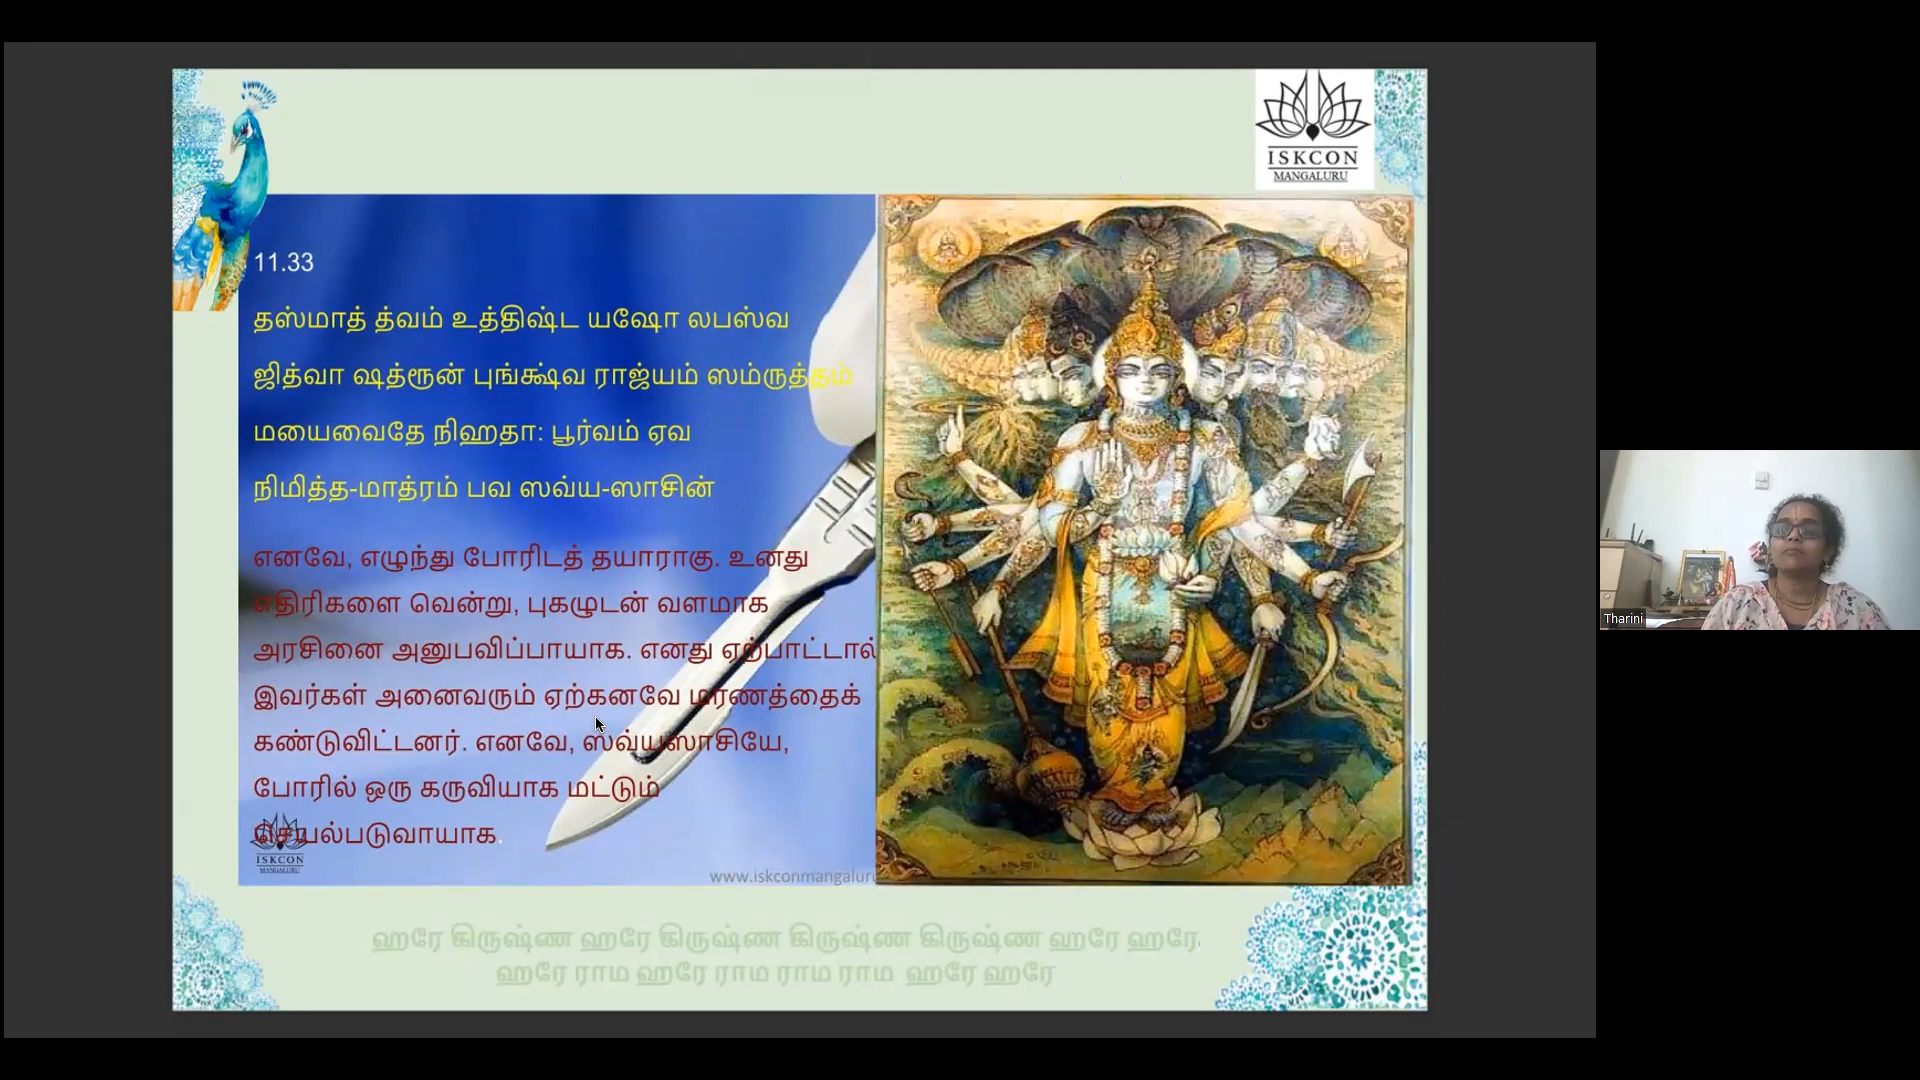 ISKCON
MANGALURU
11.33
தஸ்மாத் த்வம் உத்திஷ்ட யஷோ லபஸ்வ
ஜித்வா ஷத்ரூன் புங்க்ஷ்வ ராஜ்யம் ஸம்ருத்தம்
மயைவைதே நிஹதா: பூர்வம் ஏவ
நிமித்த-மாத்ரம் பவ ஸவ்ய-ஸாசின்
எனவே, எழுந்து போரிடத் தயாராகு. உனது
எதிரிகளை வென்று, புகழுடன் வளமாக
அரசினை அனுபவிப்பாயாக. எனது ஏற்பாட்டால்
இவர்கள் அனைவரும் ஏற்கனவே மரணத்தைக்
கண்டுவிட்டனர். எனவே, ஸவ்யஸாசியே,
போரில் ஒரு கருவியாக மட்டும்
செயல்படுவாயாக.
ISKCON
MANGALURU
www.iskconmangaluru
ஹரே கிருஷ்ண ஹரே கிருஷ்ண கிருஷ்ண கிருஷ்ண ஹரே ஹரே
ஹரே ராம ஹரே ராம ராம ராம ஹரே ஹரே
Tharini